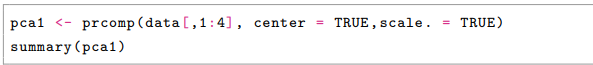 pca1 <- prcomp(data[,1:4], center = TRUE,scale. = TRUE)
summary(pca1)